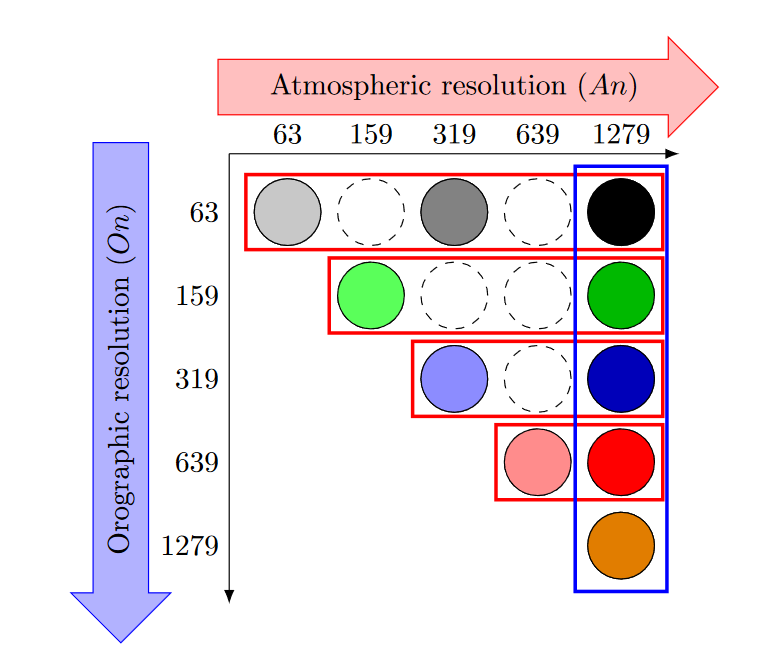 Atmospheric resolution (An)
63 159 319 639 1279
Orographic resolution (On)
63
159
319
639
1279